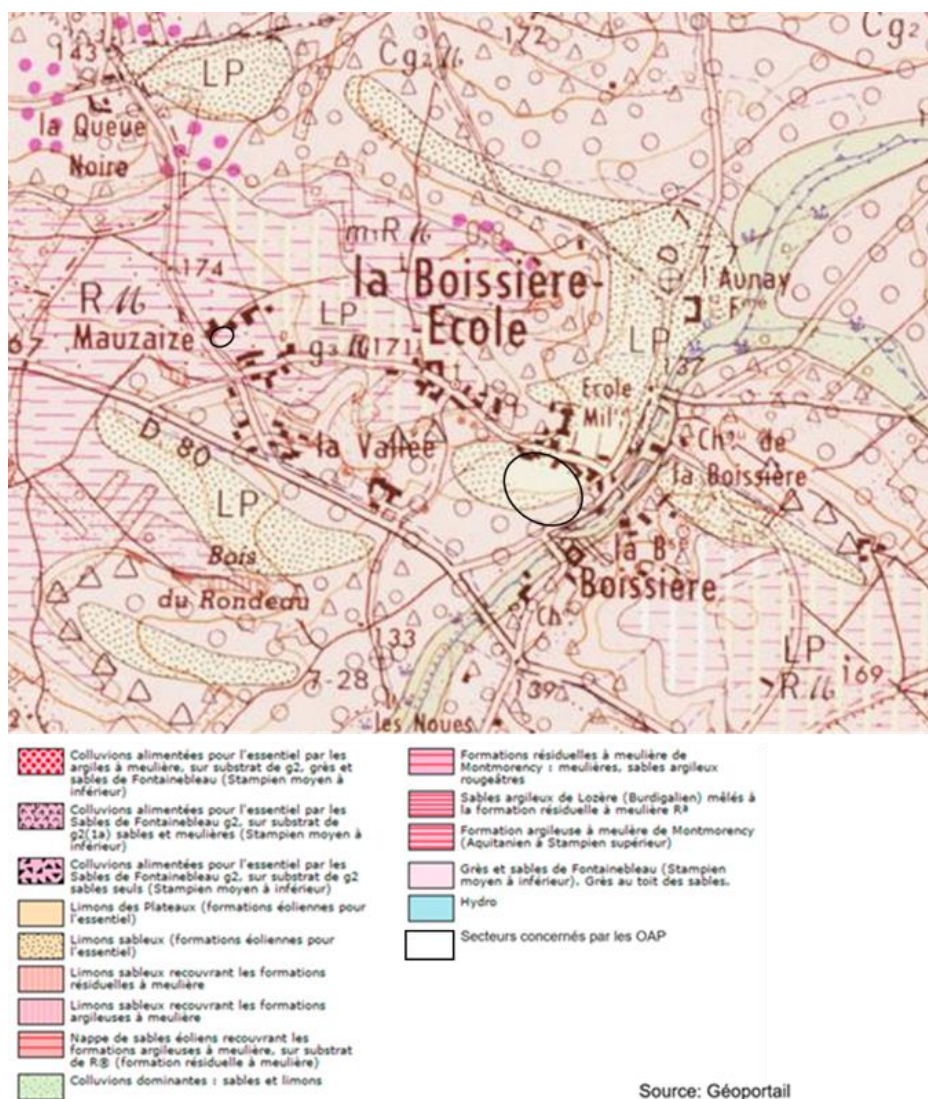 143
LP
Cg2
172
Cg2
la Queue
Noire
174
m1R
R
Mauzaize
la Boissière-
-Ecole
LP
g3
171
l'Aunay
Fme
LP
137
Ecole
Milre
D 80
la Vallée
Chau de
la Boissière
LP
Bois
du Rondeau
la Bse
Boissière
133
7-28
139
les Noues
LP
R
169
Colluvions alimentées pour l'essentiel par les
argiles à meulière, sur substrat de g2, grès et
sables de Fontainebleau (Stampien moyen à
inférieur)
Colluvions alimentées pour l'essentiel par les
Sables de Fontainebleau g2, sur substrat de
g2(1a) sables et meulières (Stampien moyen à
inférieur)
Colluvions alimentées pour l'essentiel par les
Sables de Fontainebleau g2, sur substrat de g2
sables seuls (Stampien moyen à inférieur)
Limons des Plateaux (formations éoliennes pour
l'essentiel)
Limons sableux (formations éoliennes pour
l'essentiel)
Limons sableux recouvrant les formations
résiduelles à meulière
Limons sableux recouvrant les formations
argileuses à meulière
Nappe de sables éoliens recouvrant les
formations argileuses à meulière, sur substrat
de R® (formation résiduelle à meulière)
Colluvions dominantes : sables et limons
Formations résiduelles à meulière de
Montmorency : meulières, sables argileux
rougeâtres
Sables argileux de Lozère (Burdigalien) mêlés à
la formation résiduelle à meulière Rª
Formation argileuse à meulère de Montmorency
(Aquitanien à Stampien supérieur)
Grès et sables de Fontainebleau (Stampien
moyen à inférieur). Grès au toit des sables.
Hydro
Secteurs concernés par les OAP
Source: Géoportail